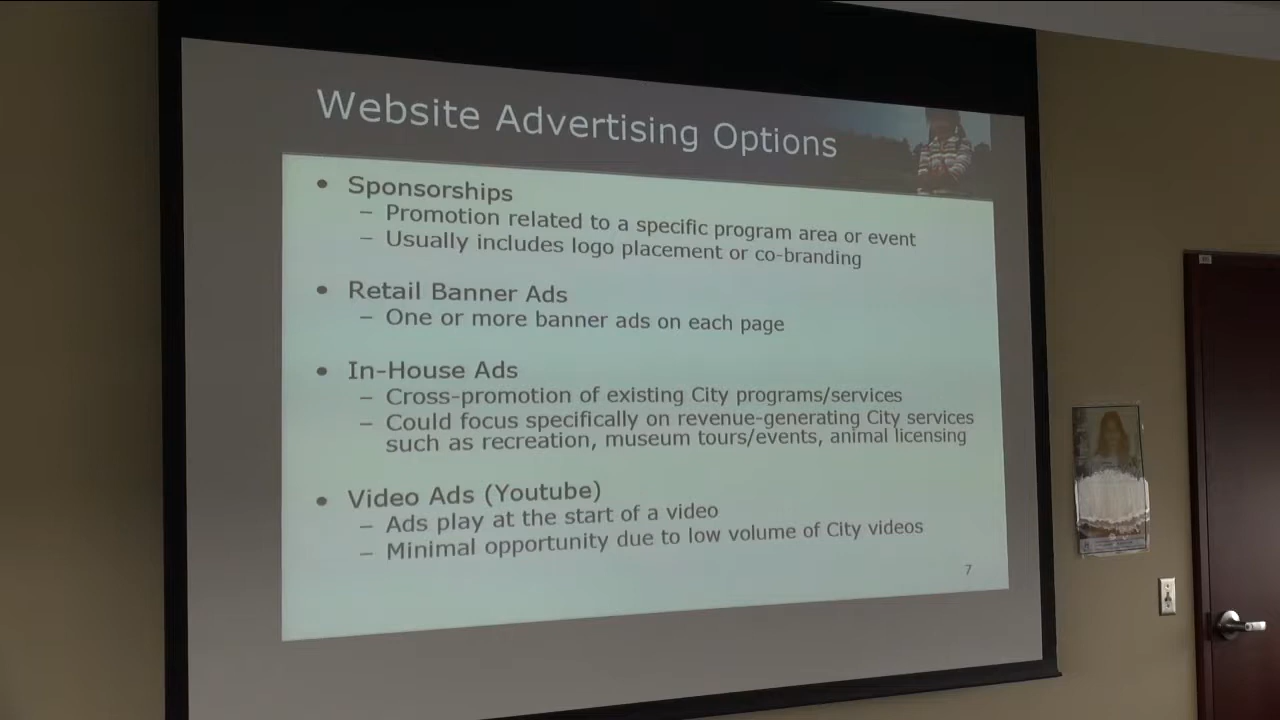 Website Advertising Options
• Sponsorships
– Promotion related to a specific program area or event
– Usually includes logo placement or co-branding
• Retail Banner Ads
– One or more banner ads on each page
• In-House Ads
– Cross-promotion of existing City programs/services
– Could focus specifically on revenue-generating City services
such as recreation, museum tours/events, animal licensing
• Video Ads (Youtube)
– Ads play at the start of a video
– Minimal opportunity due to low volume of City videos
7